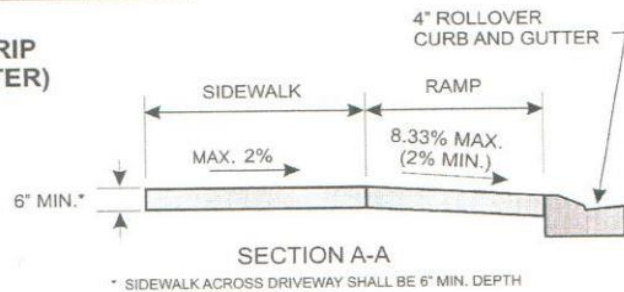 RIP
TER)
4" ROLLOVER
CURB AND GUTTER
SIDEWALK
RAMP
MAX. 2%
8.33% MAX.
(2% MIN.)
6" MIN.*
SECTION A-A
* SIDEWALK ACROSS DRIVEWAY SHALL BE 6" MIN. DEPTH